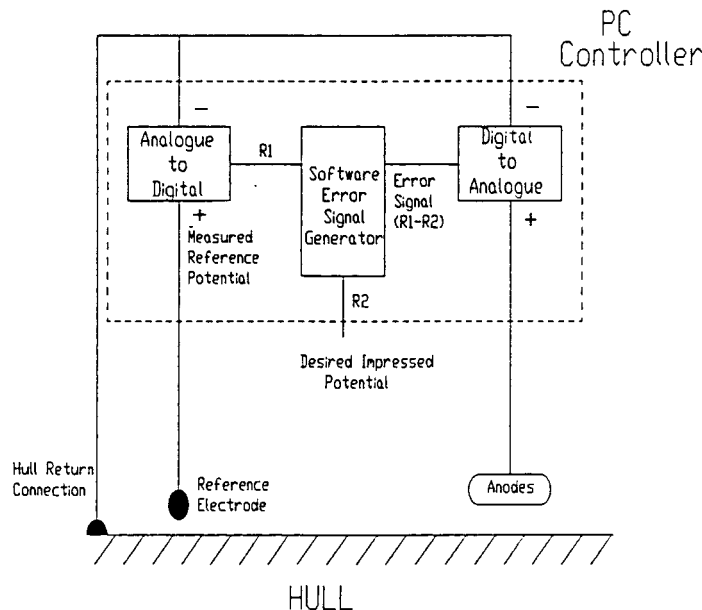 PC
Controller
−
−
Analogue
to
Digital
R1
Software
Error
Signal
Generator
Error
Signal
(R1-R2)
Digital
to
Analogue
+
Measured
Reference
Potential
+
R2
Desired Impressed
Potential
Hull Return
Connection
Reference
Electrode
Anodes
HULL